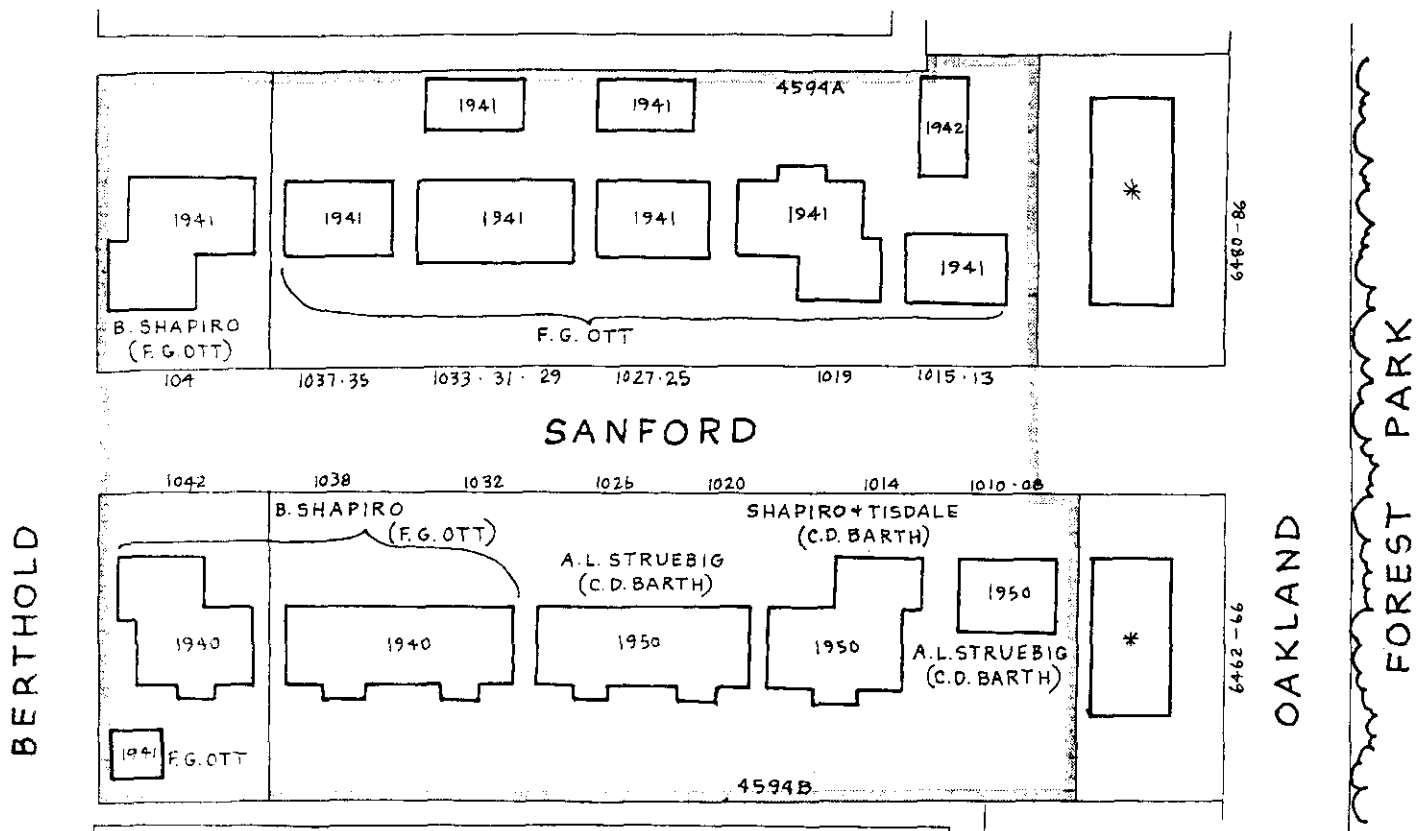 4594A
1941
1941
1942
1941
1941
1941
1941
1941
*
6480-86
B. SHAPIRO
(F.G.OTT)
F.G. OTT
104
1037·35
1033·31·29
1027·25
1019
1015·13
SANFORD
1042
1038
1032
1026
1020
1014
1010·08
B. SHAPIRO
(F.G. OTT)
A.L. STRUEBIG
(C.D. BARTH)
SHAPIRO + TISDALE
(C.D. BARTH)
1940
1940
1950
1950
1950
A.L. STRUEBIG
(C.D. BARTH)
*
6462-66
1941
F.G. OTT
4594B
BERTHOLD
OAKLAND
FOREST PARK